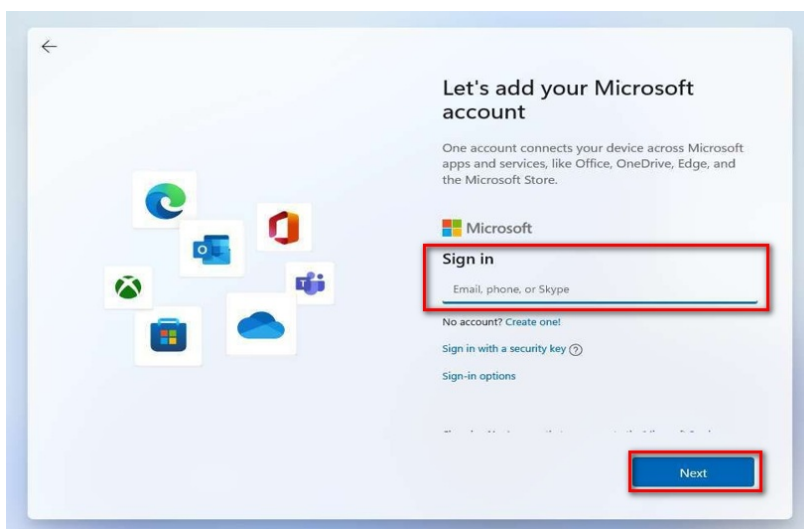 Let's add your Microsoft
account
One account connects your device across Microsoft
apps and services, like Office, OneDrive, Edge, and
the Microsoft Store.
Microsoft
Sign in
Email, phone, or Skype
No account? Create one!
Sign in with a security key
Sign-in options
Next